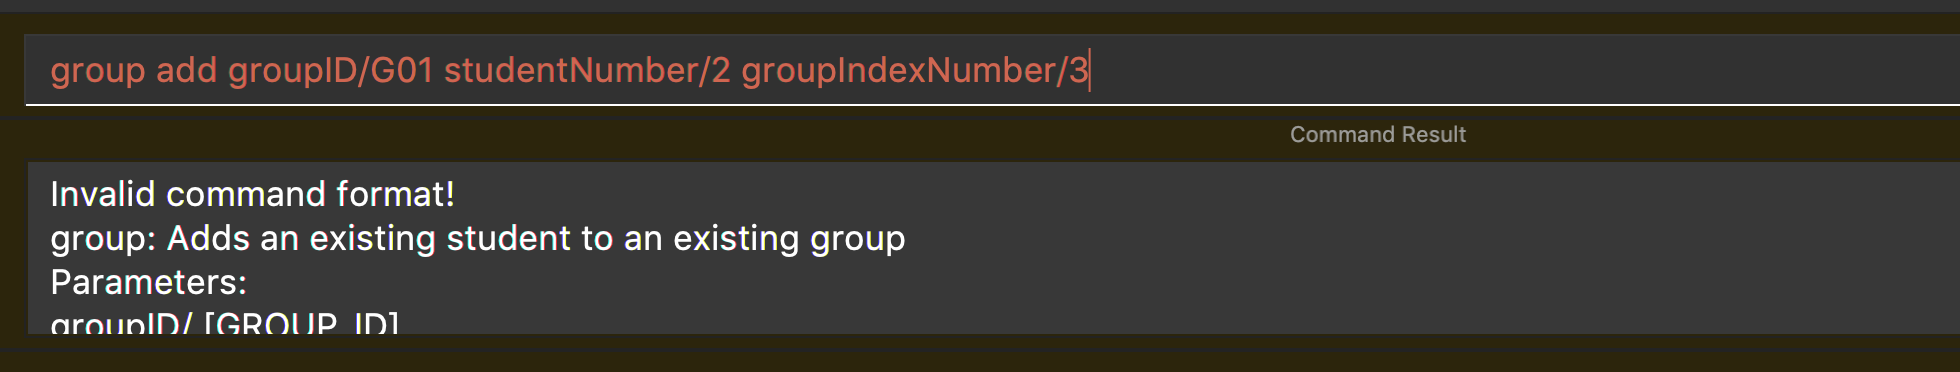 group add groupID/G01 studentNumber/2 groupIndexNumber/3
Command Result
Invalid command format!
group: Adds an existing student to an existing group
Parameters:
groupID/ [GROUP_ID]